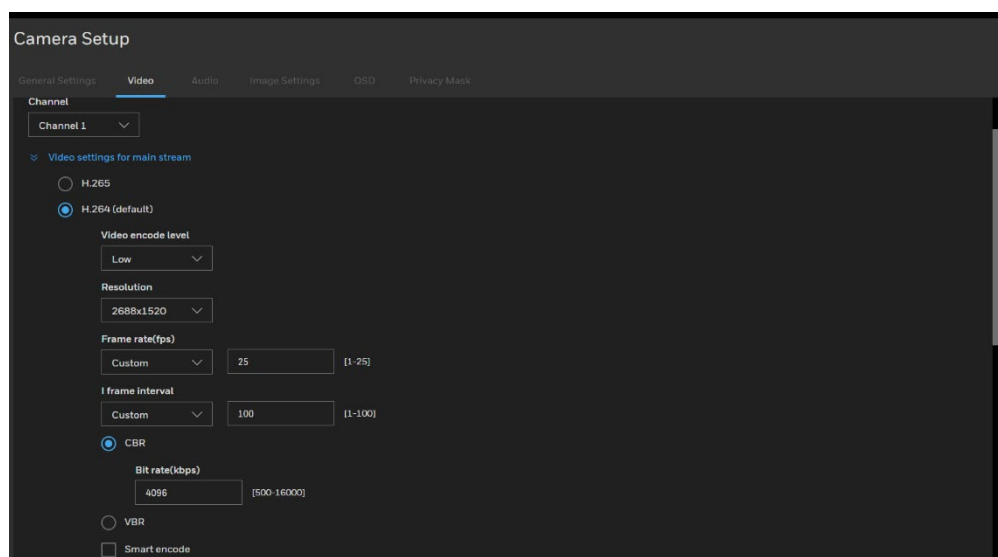 Camera Setup
General Settings Video Audio Image Settings OSD Privacy Mask
Channel
Channel 1
Video settings for main stream
H.265
H.264 (default)
Video encode level
Low
Resolution
2688x1520
Frame rate(fps)
Custom 25 [1-25]
I frame interval
Custom 100 [1-100]
CBR
Bit rate(kbps)
4096 [500-16000]
VBR
Smart encode